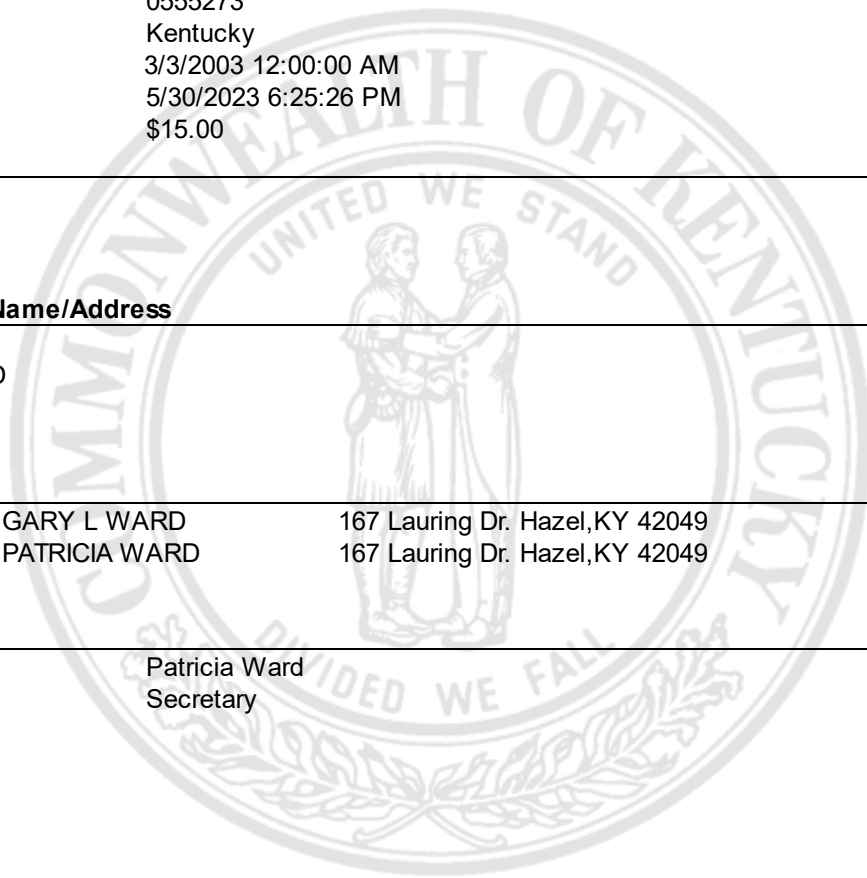 0555273
Kentucky
3/3/2003 12:00:00 AM
5/30/2023 6:25:26 PM
$15.00
COMMONWEALTH OF KENTUCKY
UNITED WE STAND
Name/Address
D
GARY L WARD 167 Lauring Dr. Hazel,KY 42049
PATRICIA WARD 167 Lauring Dr. Hazel,KY 42049
DIVIDED WE FALL
Patricia Ward
Secretary